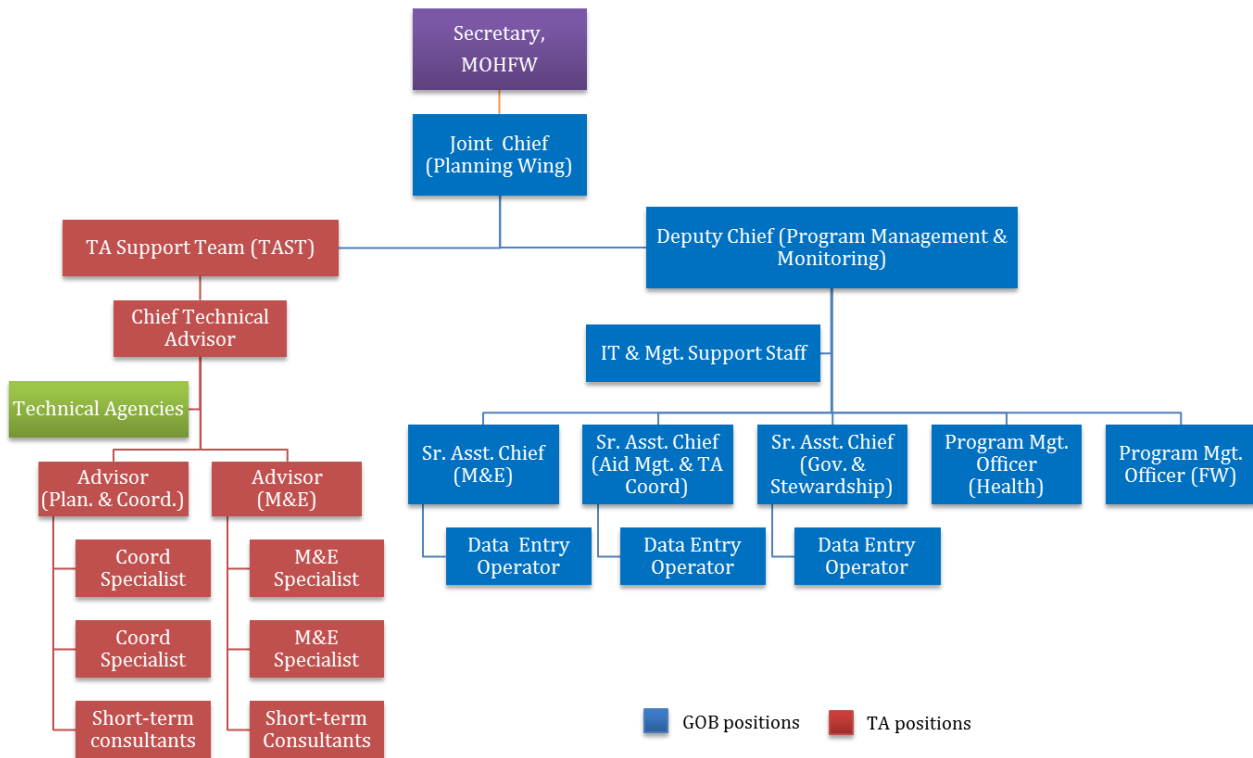 Secretary,
MOHFW
Joint Chief
(Planning Wing)
TA Support Team (TAST)
Deputy Chief (Program Management &
Monitoring)
Chief Technical
Advisor
IT & Mgt. Support Staff
Technical Agencies
Advisor
(Plan. & Coord.)
Advisor
(M&E)
Sr. Asst. Chief
(M&E)
Sr. Asst. Chief
(Aid Mgt. & TA
Coord)
Sr. Asst. Chief
(Gov. &
Stewardship)
Program Mgt.
Officer
(Health)
Program Mgt.
Officer (FW)
Data Entry
Operator
Data Entry
Operator
Data Entry
Operator
Coord
Specialist
M&E
Specialist
Coord
Specialist
M&E
Specialist
Short-term
consultants
Short-term
Consultants
GOB positions
TA positions